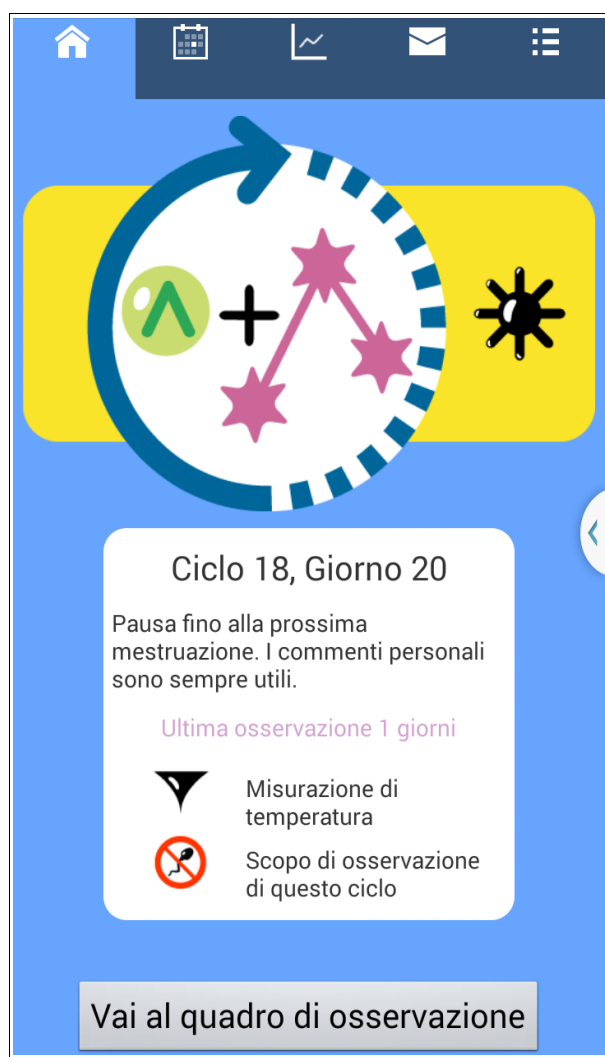 Ciclo 18, Giorno 20
Pausa fino alla prossima
mestruazione. I commenti personali
sono sempre utili.
Ultima osservazione 1 giorni
Misurazione di
temperatura
Scopo di osservazione
di questo ciclo
Vai al quadro di osservazione